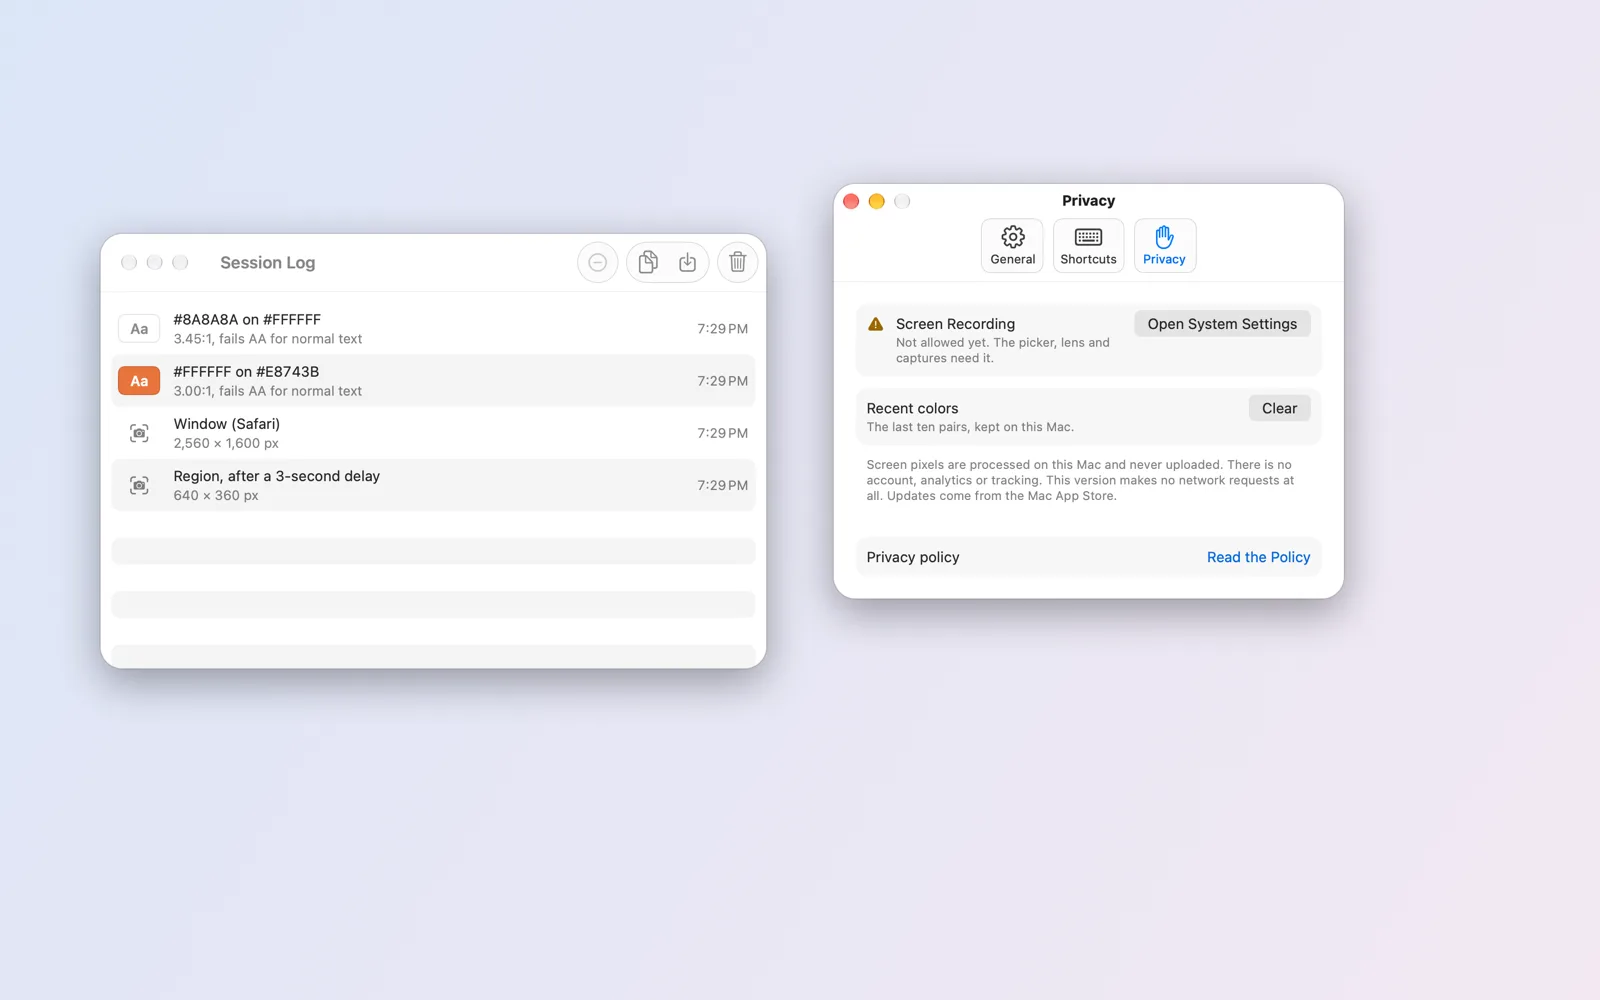 Session Log
Aa
#8A8A8A on #FFFFFF
3.45:1, fails AA for normal text
7:29 PM
Aa
#FFFFFF on #E8743B
3.00:1, fails AA for normal text
7:29 PM
Window (Safari)
2,560 × 1,600 px
7:29 PM
Region, after a 3-second delay
640 × 360 px
7:29 PM
Privacy
General
Shortcuts
Privacy
Screen Recording
Not allowed yet. The picker, lens and
captures need it.
Open System Settings
Recent colors
The last ten pairs, kept on this Mac.
Clear
Screen pixels are processed on this Mac and never uploaded. There is no
account, analytics or tracking. This version makes no network requests at
all. Updates come from the Mac App Store.
Privacy policy
Read the Policy